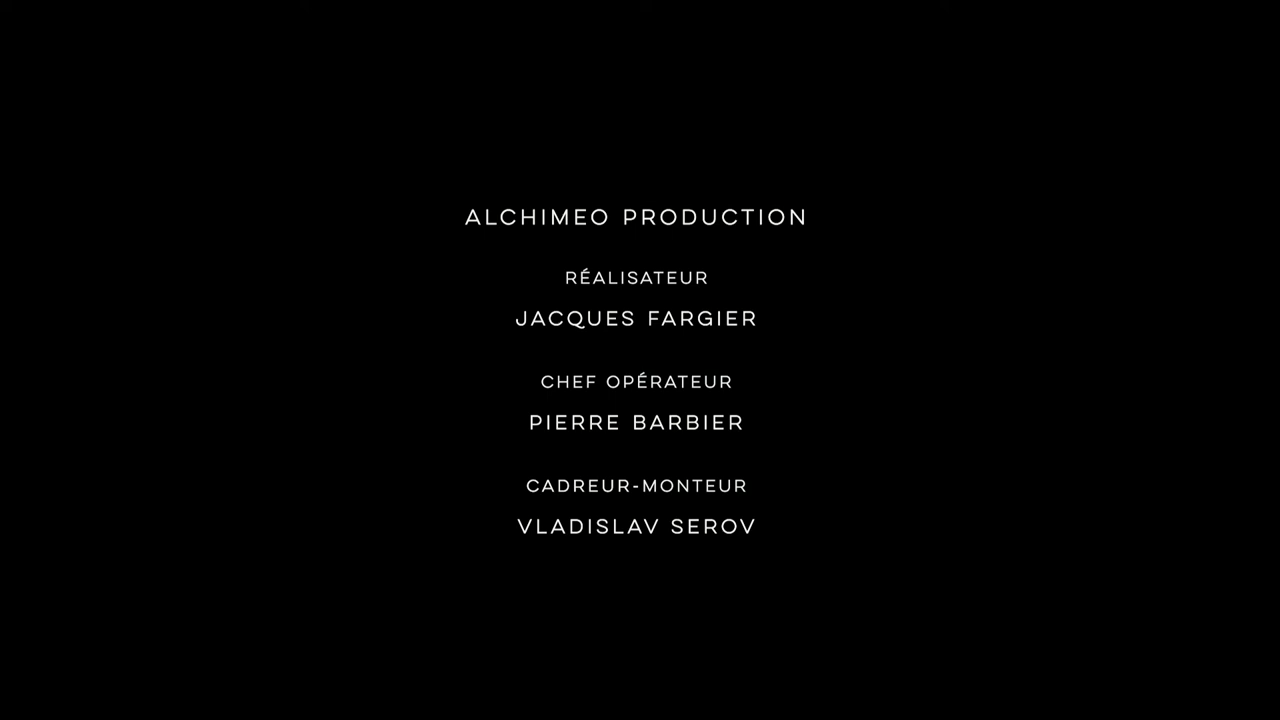 ALCHIMEO PRODUCTION
RÉALISATEUR
JACQUES FARGIER
CHEF OPÉRATEUR
PIERRE BARBIER
CADREUR-MONTEUR
VLADISLAV SEROV